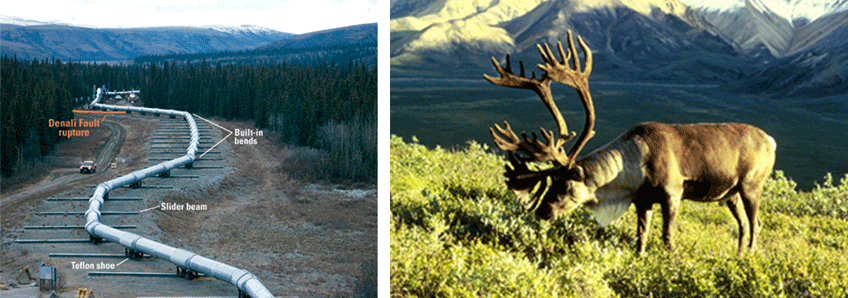 Denali Fault
rupture
Built-in
bends
Slider beam
Teflon shoe